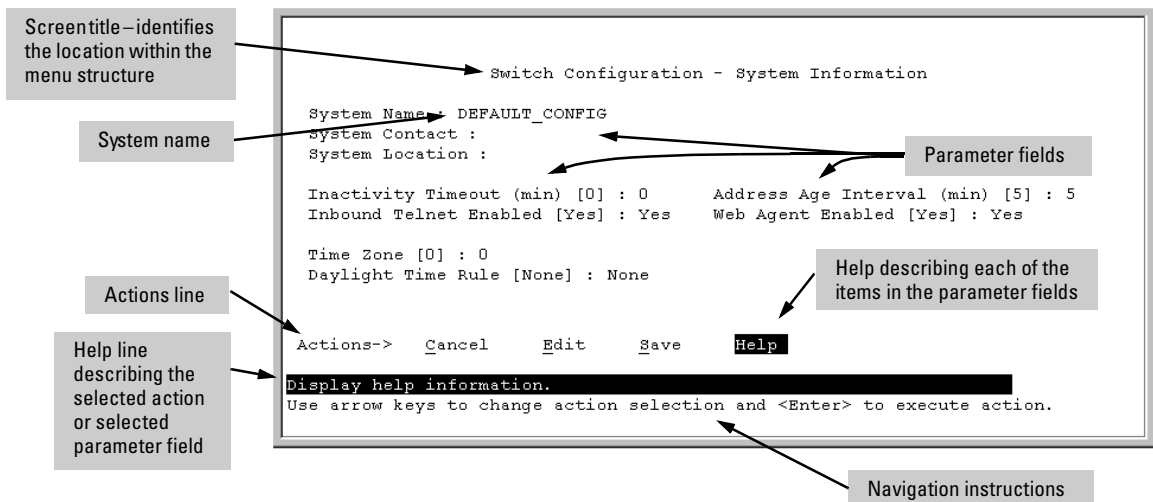 Screen title – identifies
the location within the
menu structure
Switch Configuration - System Information
System name
System Name : DEFAULT_CONFIG
System Contact :
System Location :
Parameter fields
Inactivity Timeout (min) [0] : 0 Address Age Interval (min) [5] : 5
Inbound Telnet Enabled [Yes] : Yes Web Agent Enabled [Yes] : Yes
Time Zone [0] : 0
Daylight Time Rule [None] : None
Help describing each of the
items in the parameter fields
Actions line
Actions-> Cancel Edit Save Help
Help line
describing the
selected action
or selected
parameter field
Display help information.
Use arrow keys to change action selection and <Enter> to execute action.
Navigation instructions